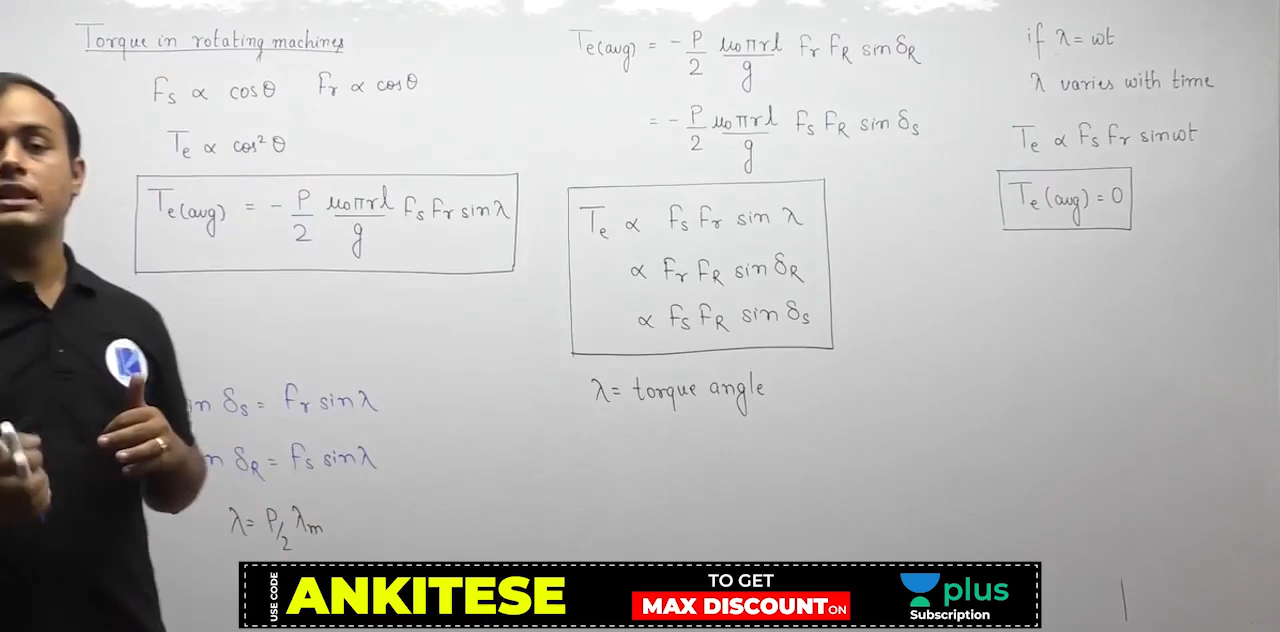 Torque in rotating machines
Fs ∝ cosθ   Fr ∝ cosθ
Te ∝ cos²θ
Te(avg) = - P/2 μ₀πrl/g Fs Fr sinλ
in δs = Fr sinλ
n δR = Fs sinλ
λ = P/2 λm
Te(avg) = - P/2 μ₀πrl/g Fr FR sin δR
= - P/2 μ₀πrl/g Fs FR sin δs
Te ∝ Fs Fr sin λ
∝ Fr FR sin δR
∝ Fs FR sin δs
λ = torque angle
if λ = ωt
λ varies with time
Te ∝ Fs Fr sinωt
Te(avg) = 0
USE CODE
ANKITESE
TO GET
MAX DISCOUNT ON
plus
Subscription